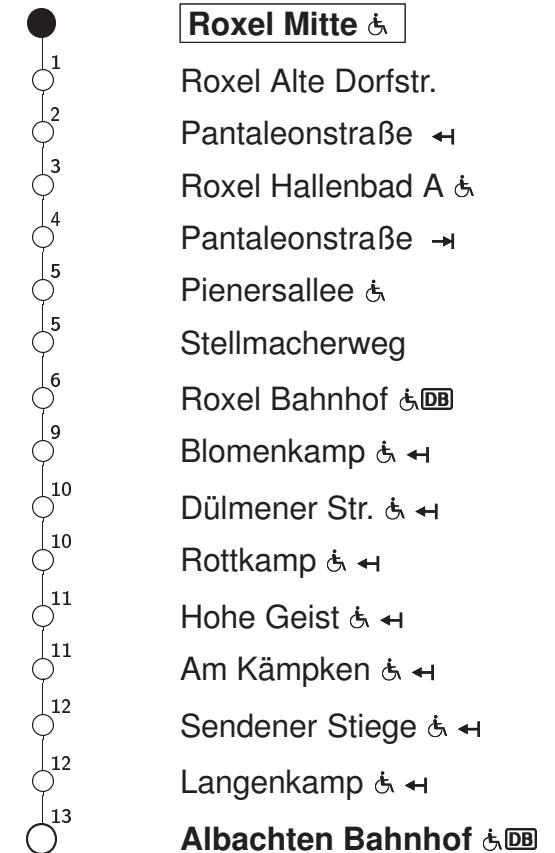 Roxel Mitte
1 Roxel Alte Dorfstr.
2 Pantaleonstraße
3 Roxel Hallenbad A
4 Pantaleonstraße
5 Pienersallee
5 Stellmacherweg
6 Roxel Bahnhof DB
9 Blomenkamp
10 Dülmener Str.
10 Rottkamp
11 Hohe Geist
11 Am Kämpken
12 Sendener Stiege
12 Langenkamp
13 Albachten Bahnhof DB